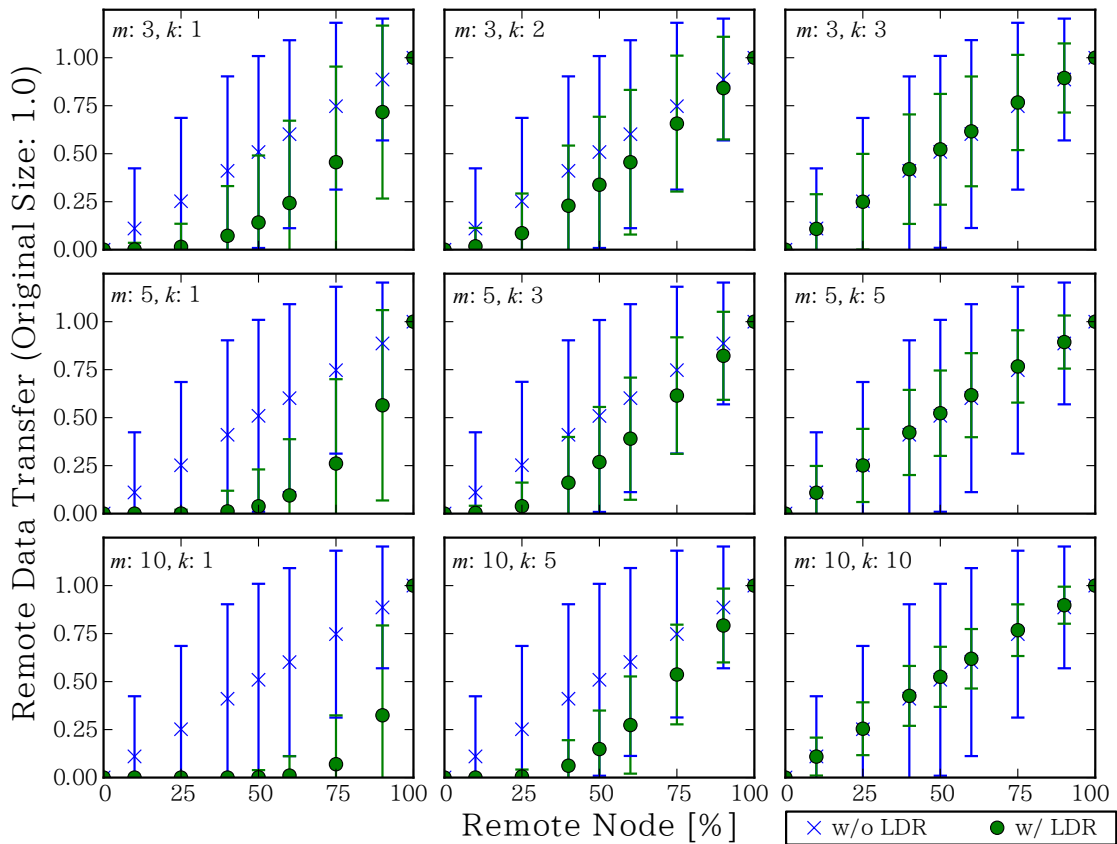 Remote Data Transfer (Original Size: 1.0)
m: 3, k: 1
1.00
0.75
0.50
0.25
0.00
m: 3, k: 2
m: 3, k: 3
m: 5, k: 1
1.00
0.75
0.50
0.25
0.00
m: 5, k: 3
m: 5, k: 5
m: 10, k: 1
1.00
0.75
0.50
0.25
0.00
m: 10, k: 5
m: 10, k: 10
0 25 50 75 100
0 25 50 75 100
0 25 50 75 100
Remote Node [%]
w/o LDR
w/ LDR